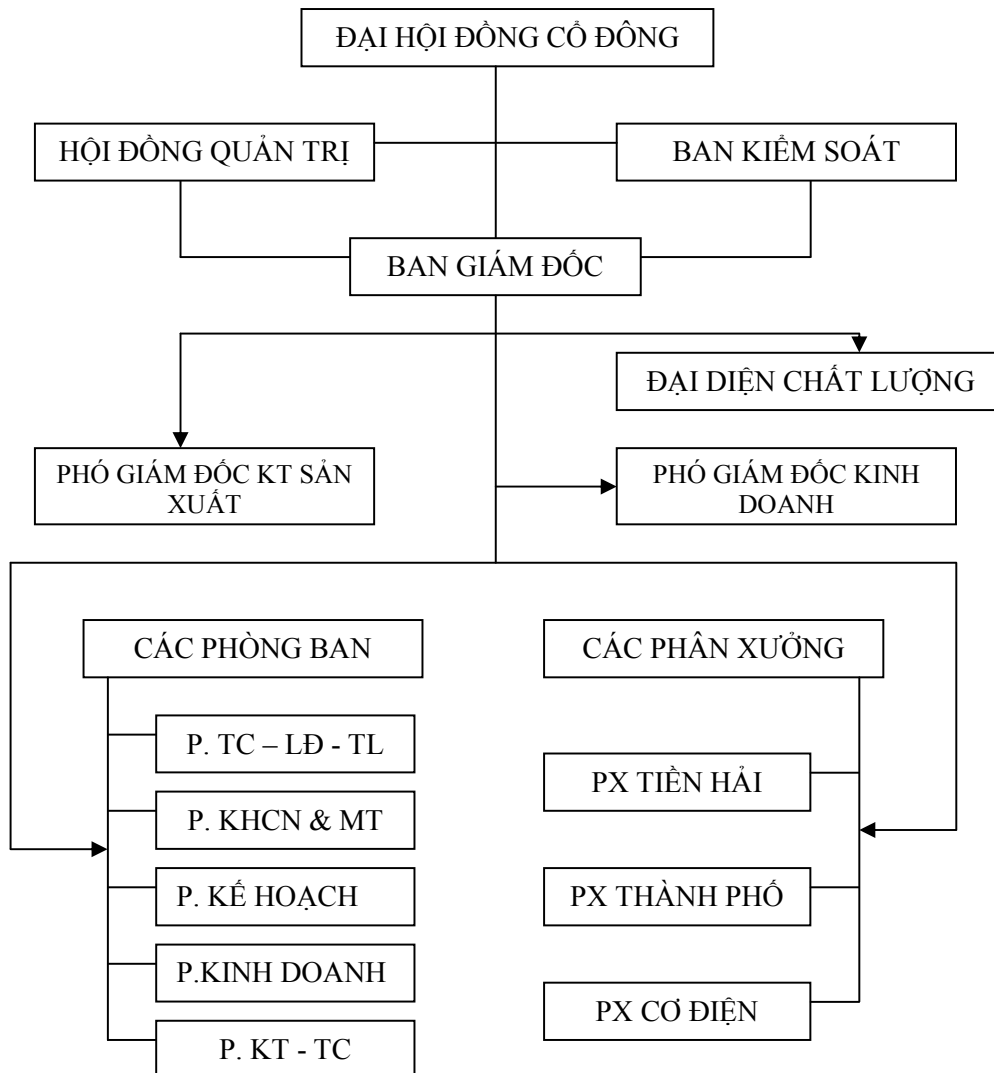 ĐẠI HỘI ĐỒNG CỔ ĐÔNG
HỘI ĐỒNG QUẢN TRỊ
BAN KIỂM SOÁT
BAN GIÁM ĐỐC
ĐẠI DIỆN CHẤT LƯỢNG
PHÓ GIÁM ĐỐC KT SẢN
XUẤT
PHÓ GIÁM ĐỐC KINH
DOANH
CÁC PHÒNG BAN
CÁC PHÂN XƯỞNG
P. TC – LĐ - TL
P. KHCN & MT
P. KẾ HOẠCH
P.KINH DOANH
P. KT - TC
PX TIỀN HẢI
PX THÀNH PHỐ
PX CƠ ĐIỆN